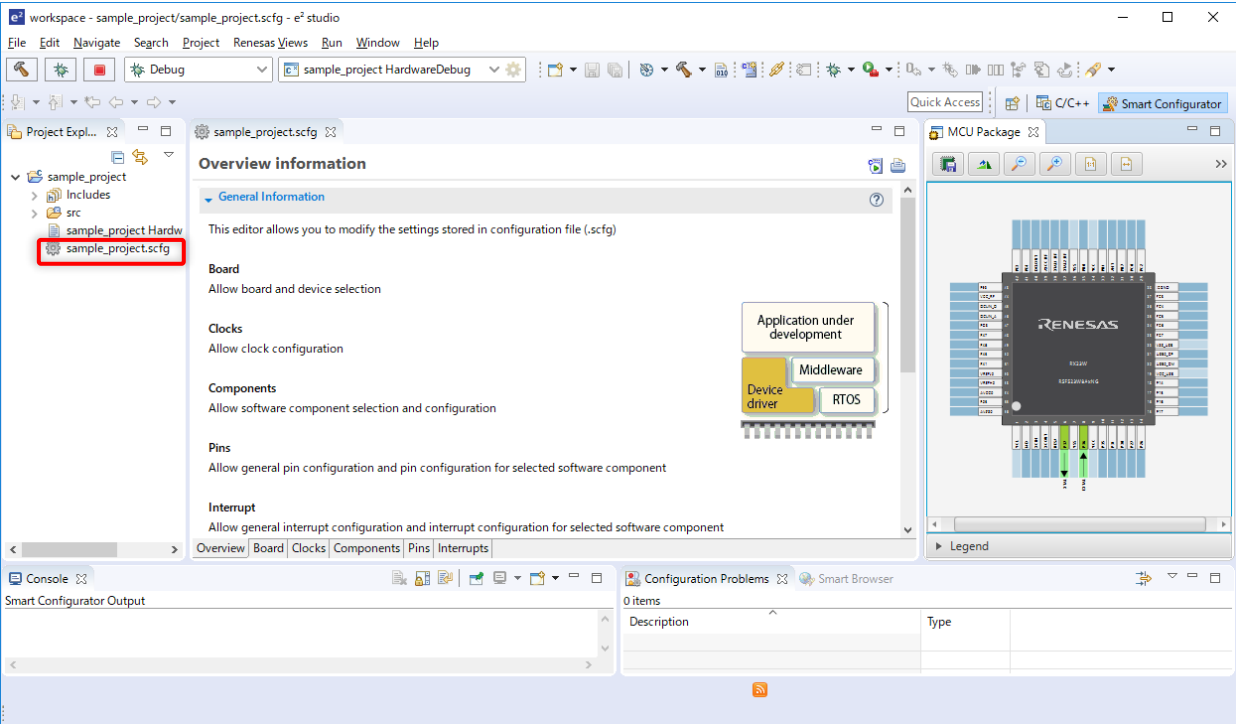 workspace - sample_project/sample_project.scfg - e² studio
File Edit Navigate Search Project Renesas Views Run Window Help
Debug
sample_project HardwareDebug
Quick Access
C/C++
Smart Configurator
Project Expl...
sample_project
Includes
src
sample_project Hardw
sample_project.scfg
sample_project.scfg
Overview information
General Information
This editor allows you to modify the settings stored in configuration file (.scfg)
Board
Allow board and device selection
Clocks
Allow clock configuration
Components
Allow software component selection and configuration
Pins
Allow general pin configuration and pin configuration for selected software component
Interrupt
Allow general interrupt configuration and interrupt configuration for selected software component
Application under
development
Middleware
Device
driver
RTOS
Overview Board Clocks Components Pins Interrupts
MCU Package
RENESAS
Legend
Console
Smart Configurator Output
Configuration Problems
Smart Browser
0 items
Description
Type